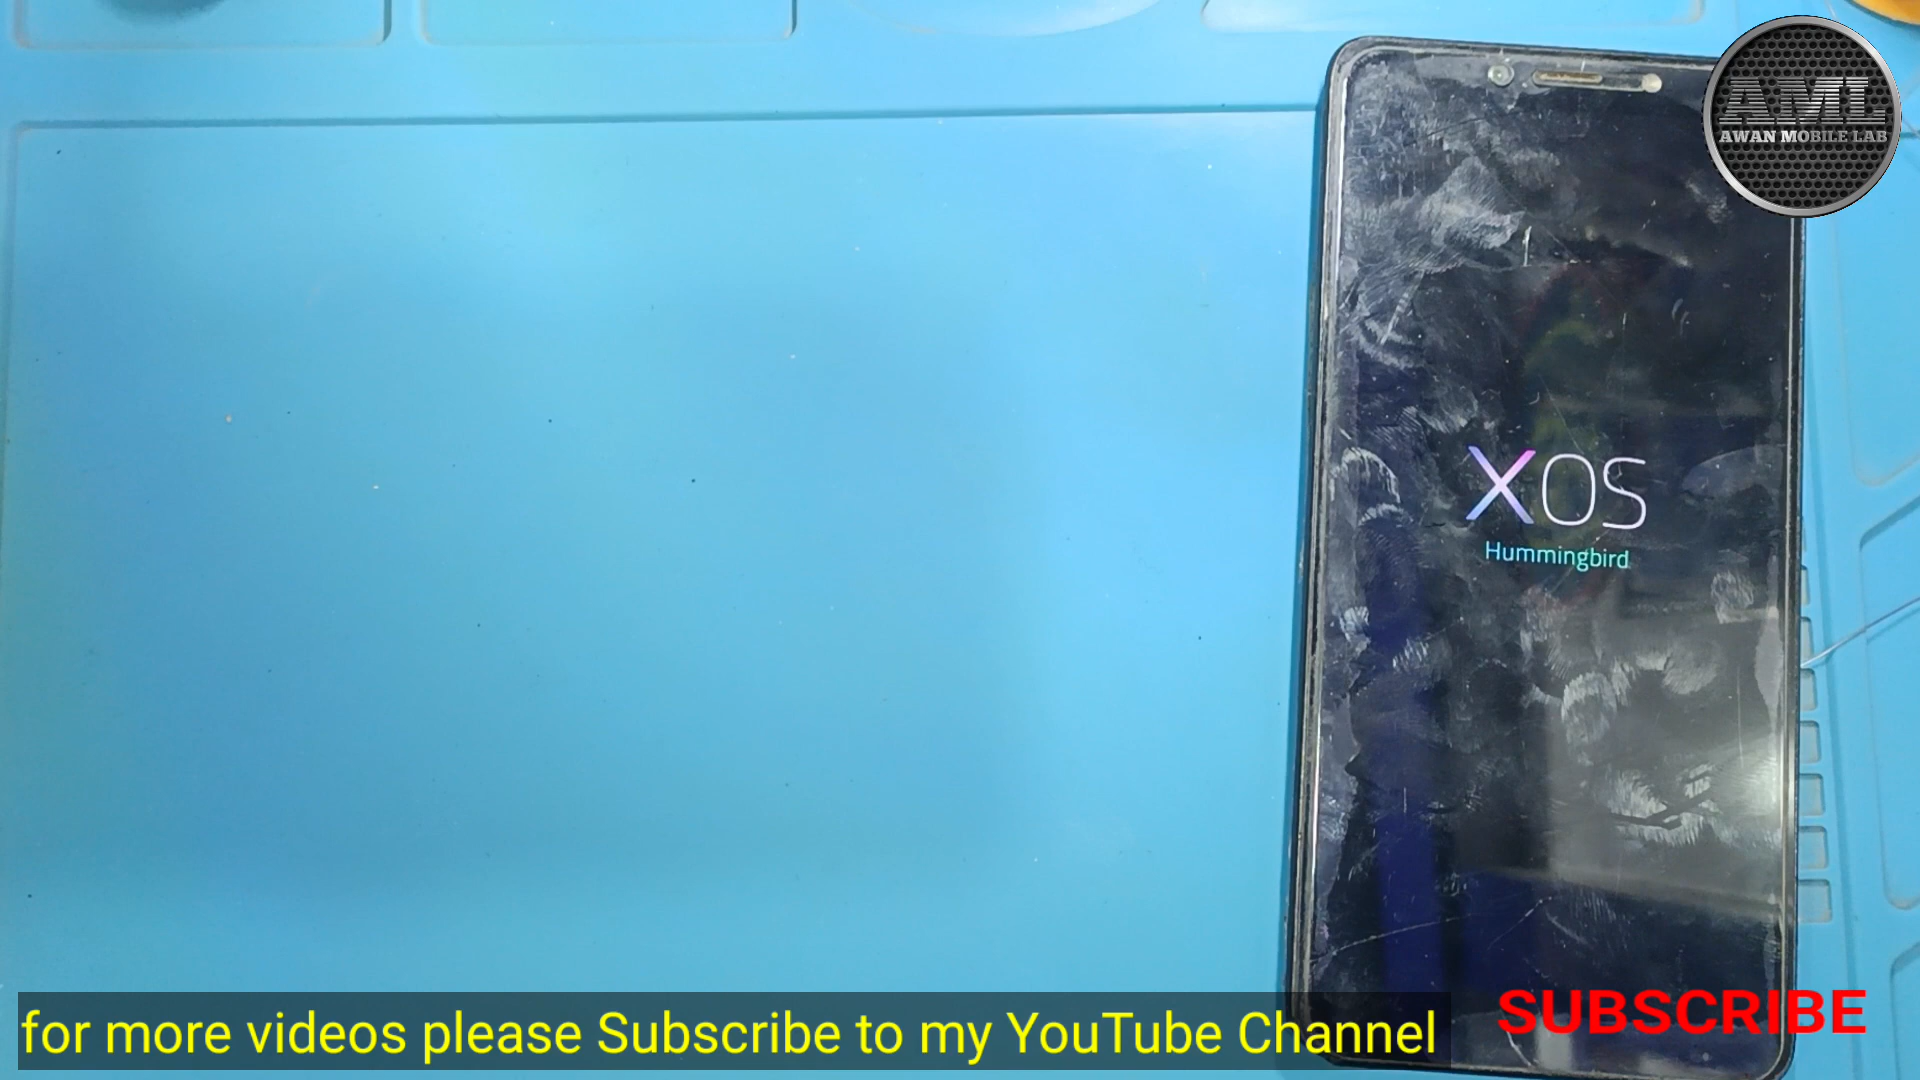 AML
AWAN MOBILE LAB
XOS
Hummingbird
for more videos please Subscribe to my YouTube Channel
SUBSCRIBE